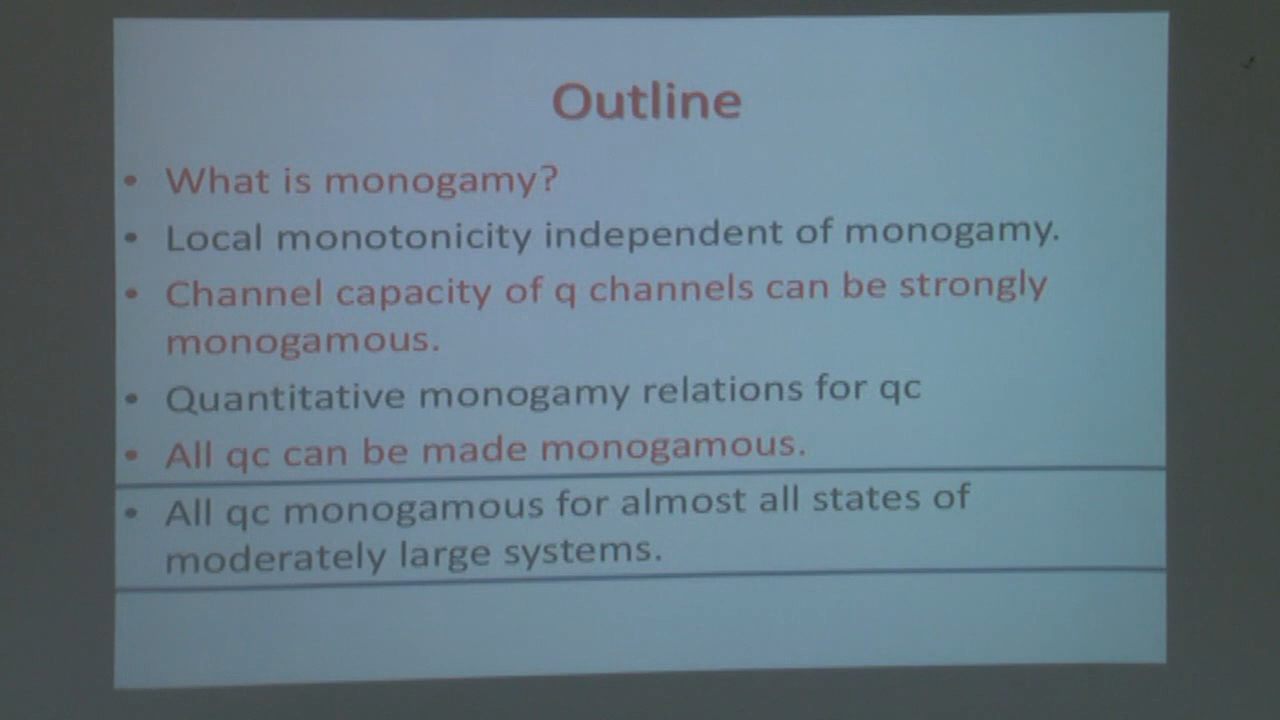 Outline
• What is monogamy?
• Local monotonicity independent of monogamy.
• Channel capacity of q channels can be strongly
monogamous.
• Quantitative monogamy relations for qc
• All qc can be made monogamous.
• All qc monogamous for almost all states of
moderately large systems.